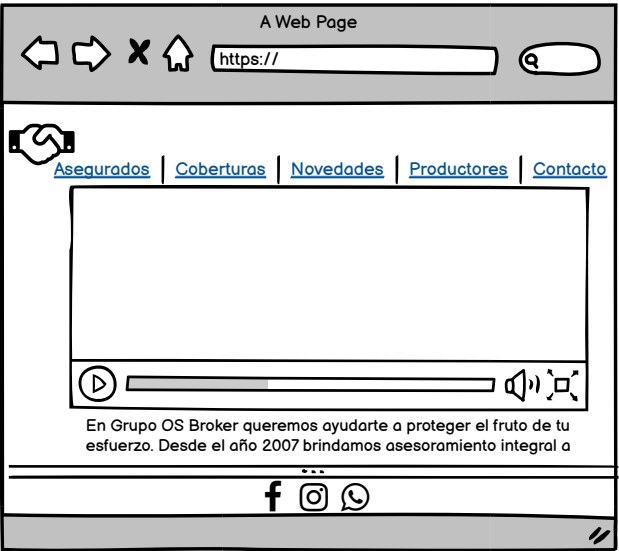 A Web Page
https://
Asegurados | Coberturas | Novedades | Productores | Contacto
En Grupo OS Broker queremos ayudarte a proteger el fruto de tu
esfuerzo. Desde el año 2007 brindamos asesoramiento integral a
...